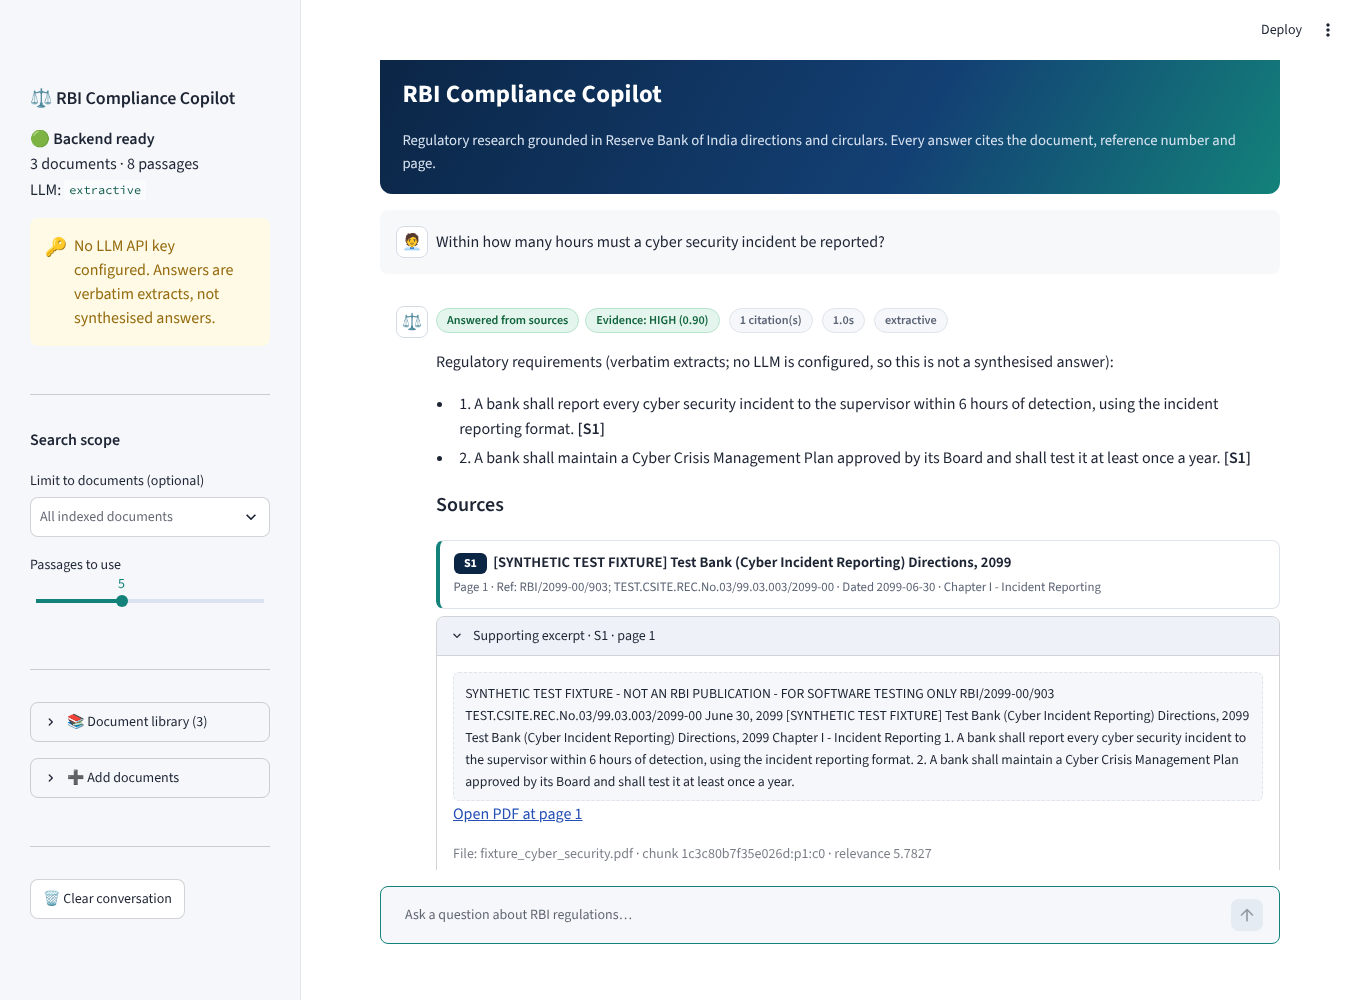 Deploy
RBI Compliance Copilot
Backend ready
3 documents · 8 passages
LLM: extractive
No LLM API key
configured. Answers are
verbatim extracts, not
synthesised answers.
Search scope
Limit to documents (optional)
All indexed documents
Passages to use
5
Document library (3)
Add documents
Clear conversation
RBI Compliance Copilot
Regulatory research grounded in Reserve Bank of India directions and circulars. Every answer cites the document, reference number and
page.
Within how many hours must a cyber security incident be reported?
Answered from sources Evidence: HIGH (0.90) 1 citation(s) 1.0s extractive
Regulatory requirements (verbatim extracts; no LLM is configured, so this is not a synthesised answer):
• 1. A bank shall report every cyber security incident to the supervisor within 6 hours of detection, using the incident
reporting format. [S1]
• 2. A bank shall maintain a Cyber Crisis Management Plan approved by its Board and shall test it at least once a year. [S1]
Sources
S1 [SYNTHETIC TEST FIXTURE] Test Bank (Cyber Incident Reporting) Directions, 2099
Page 1 · Ref: RBI/2099-00/903; TEST.CSITE.REC.No.03/99.03.003/2099-00 · Dated 2099-06-30 · Chapter I - Incident Reporting
Supporting excerpt · S1 · page 1
SYNTHETIC TEST FIXTURE - NOT AN RBI PUBLICATION - FOR SOFTWARE TESTING ONLY RBI/2099-00/903
TEST.CSITE.REC.No.03/99.03.003/2099-00 June 30, 2099 [SYNTHETIC TEST FIXTURE] Test Bank (Cyber Incident Reporting) Directions, 2099
Test Bank (Cyber Incident Reporting) Directions, 2099 Chapter I - Incident Reporting 1. A bank shall report every cyber security incident to
the supervisor within 6 hours of detection, using the incident reporting format. 2. A bank shall maintain a Cyber Crisis Management Plan
approved by its Board and shall test it at least once a year.
Open PDF at page 1
File: fixture_cyber_security.pdf · chunk 1c3c80b7f35e026d:p1:c0 · relevance 5.7827
Ask a question about RBI regulations…